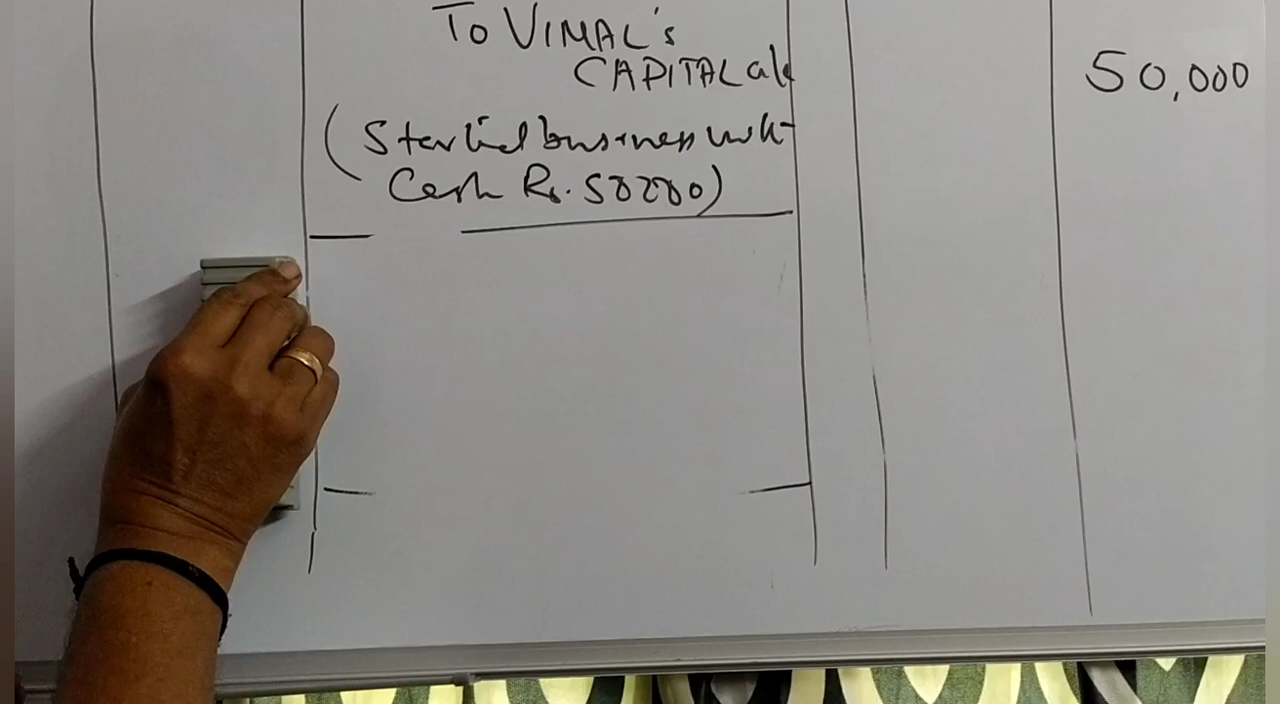 To VIMAL's
CAPITAL a/c
50,000
(Started business with
Cash Rs. 50000)